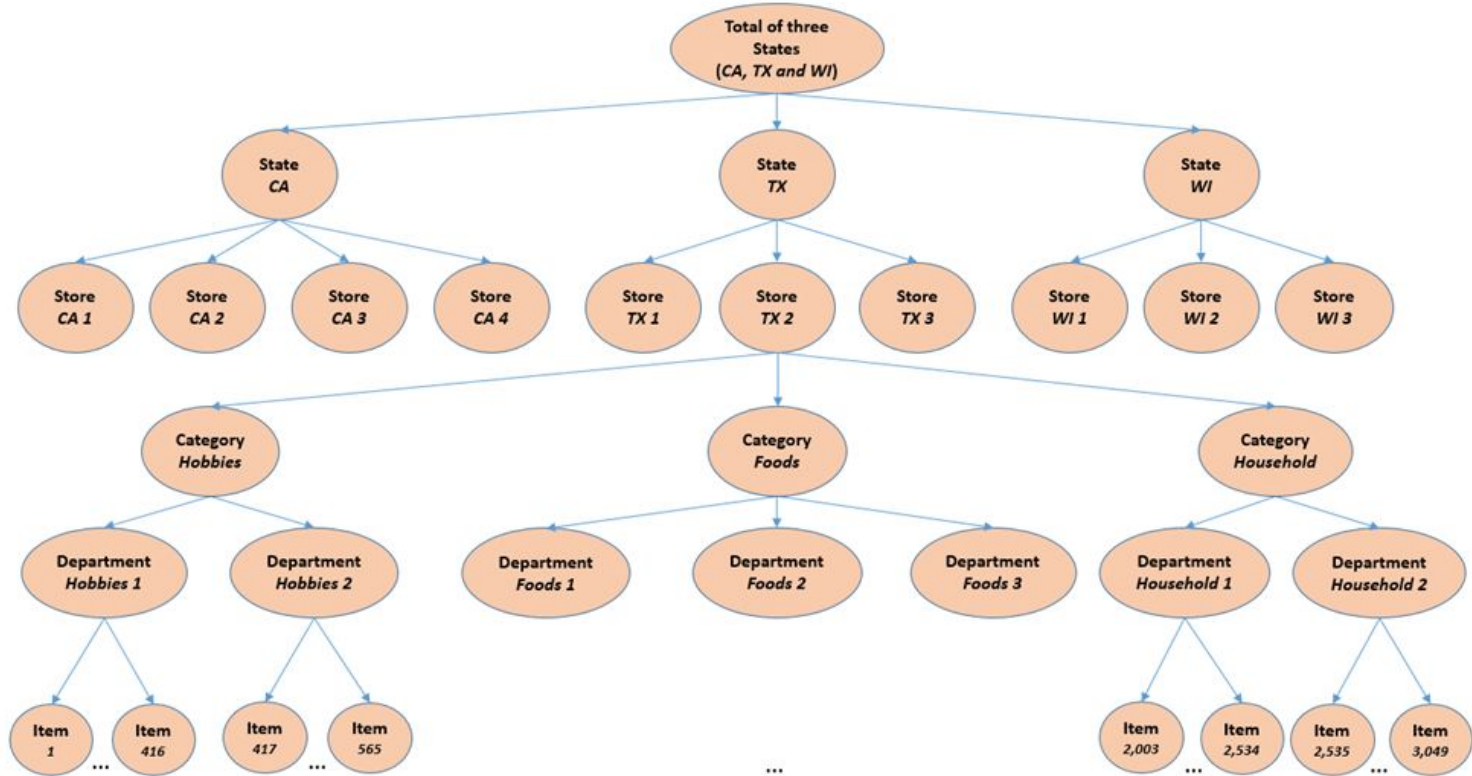 Total of three
States
(CA, TX and WI)
State
CA
State
TX
State
WI
Store
CA 1
Store
CA 2
Store
CA 3
Store
CA 4
Store
TX 1
Store
TX 2
Store
TX 3
Store
WI 1
Store
WI 2
Store
WI 3
Category
Hobbies
Category
Foods
Category
Household
Department
Hobbies 1
Department
Hobbies 2
Department
Foods 1
Department
Foods 2
Department
Foods 3
Department
Household 1
Department
Household 2
Item
1
...
Item
416
Item
417
...
Item
565
...
Item
2,003
...
Item
2,534
Item
2,535
...
Item
3,049